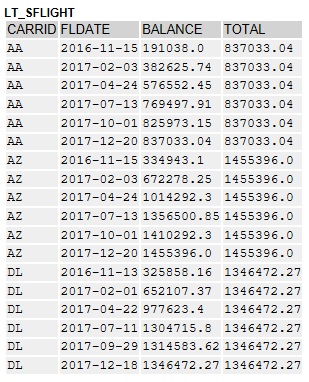 LT_SFLIGHT
CARRID FLDATE BALANCE TOTAL
AA 2016-11-15 191038.0 837033.04
AA 2017-02-03 382625.74 837033.04
AA 2017-04-24 576552.45 837033.04
AA 2017-07-13 769497.91 837033.04
AA 2017-10-01 825973.15 837033.04
AA 2017-12-20 837033.04 837033.04
AZ 2016-11-15 334943.1 1455396.0
AZ 2017-02-03 672278.25 1455396.0
AZ 2017-04-24 1014292.3 1455396.0
AZ 2017-07-13 1356500.85 1455396.0
AZ 2017-10-01 1410292.3 1455396.0
AZ 2017-12-20 1455396.0 1455396.0
DL 2016-11-13 325858.16 1346472.27
DL 2017-02-01 652107.37 1346472.27
DL 2017-04-22 977623.4 1346472.27
DL 2017-07-11 1304715.8 1346472.27
DL 2017-09-29 1314583.62 1346472.27
DL 2017-12-18 1346472.27 1346472.27